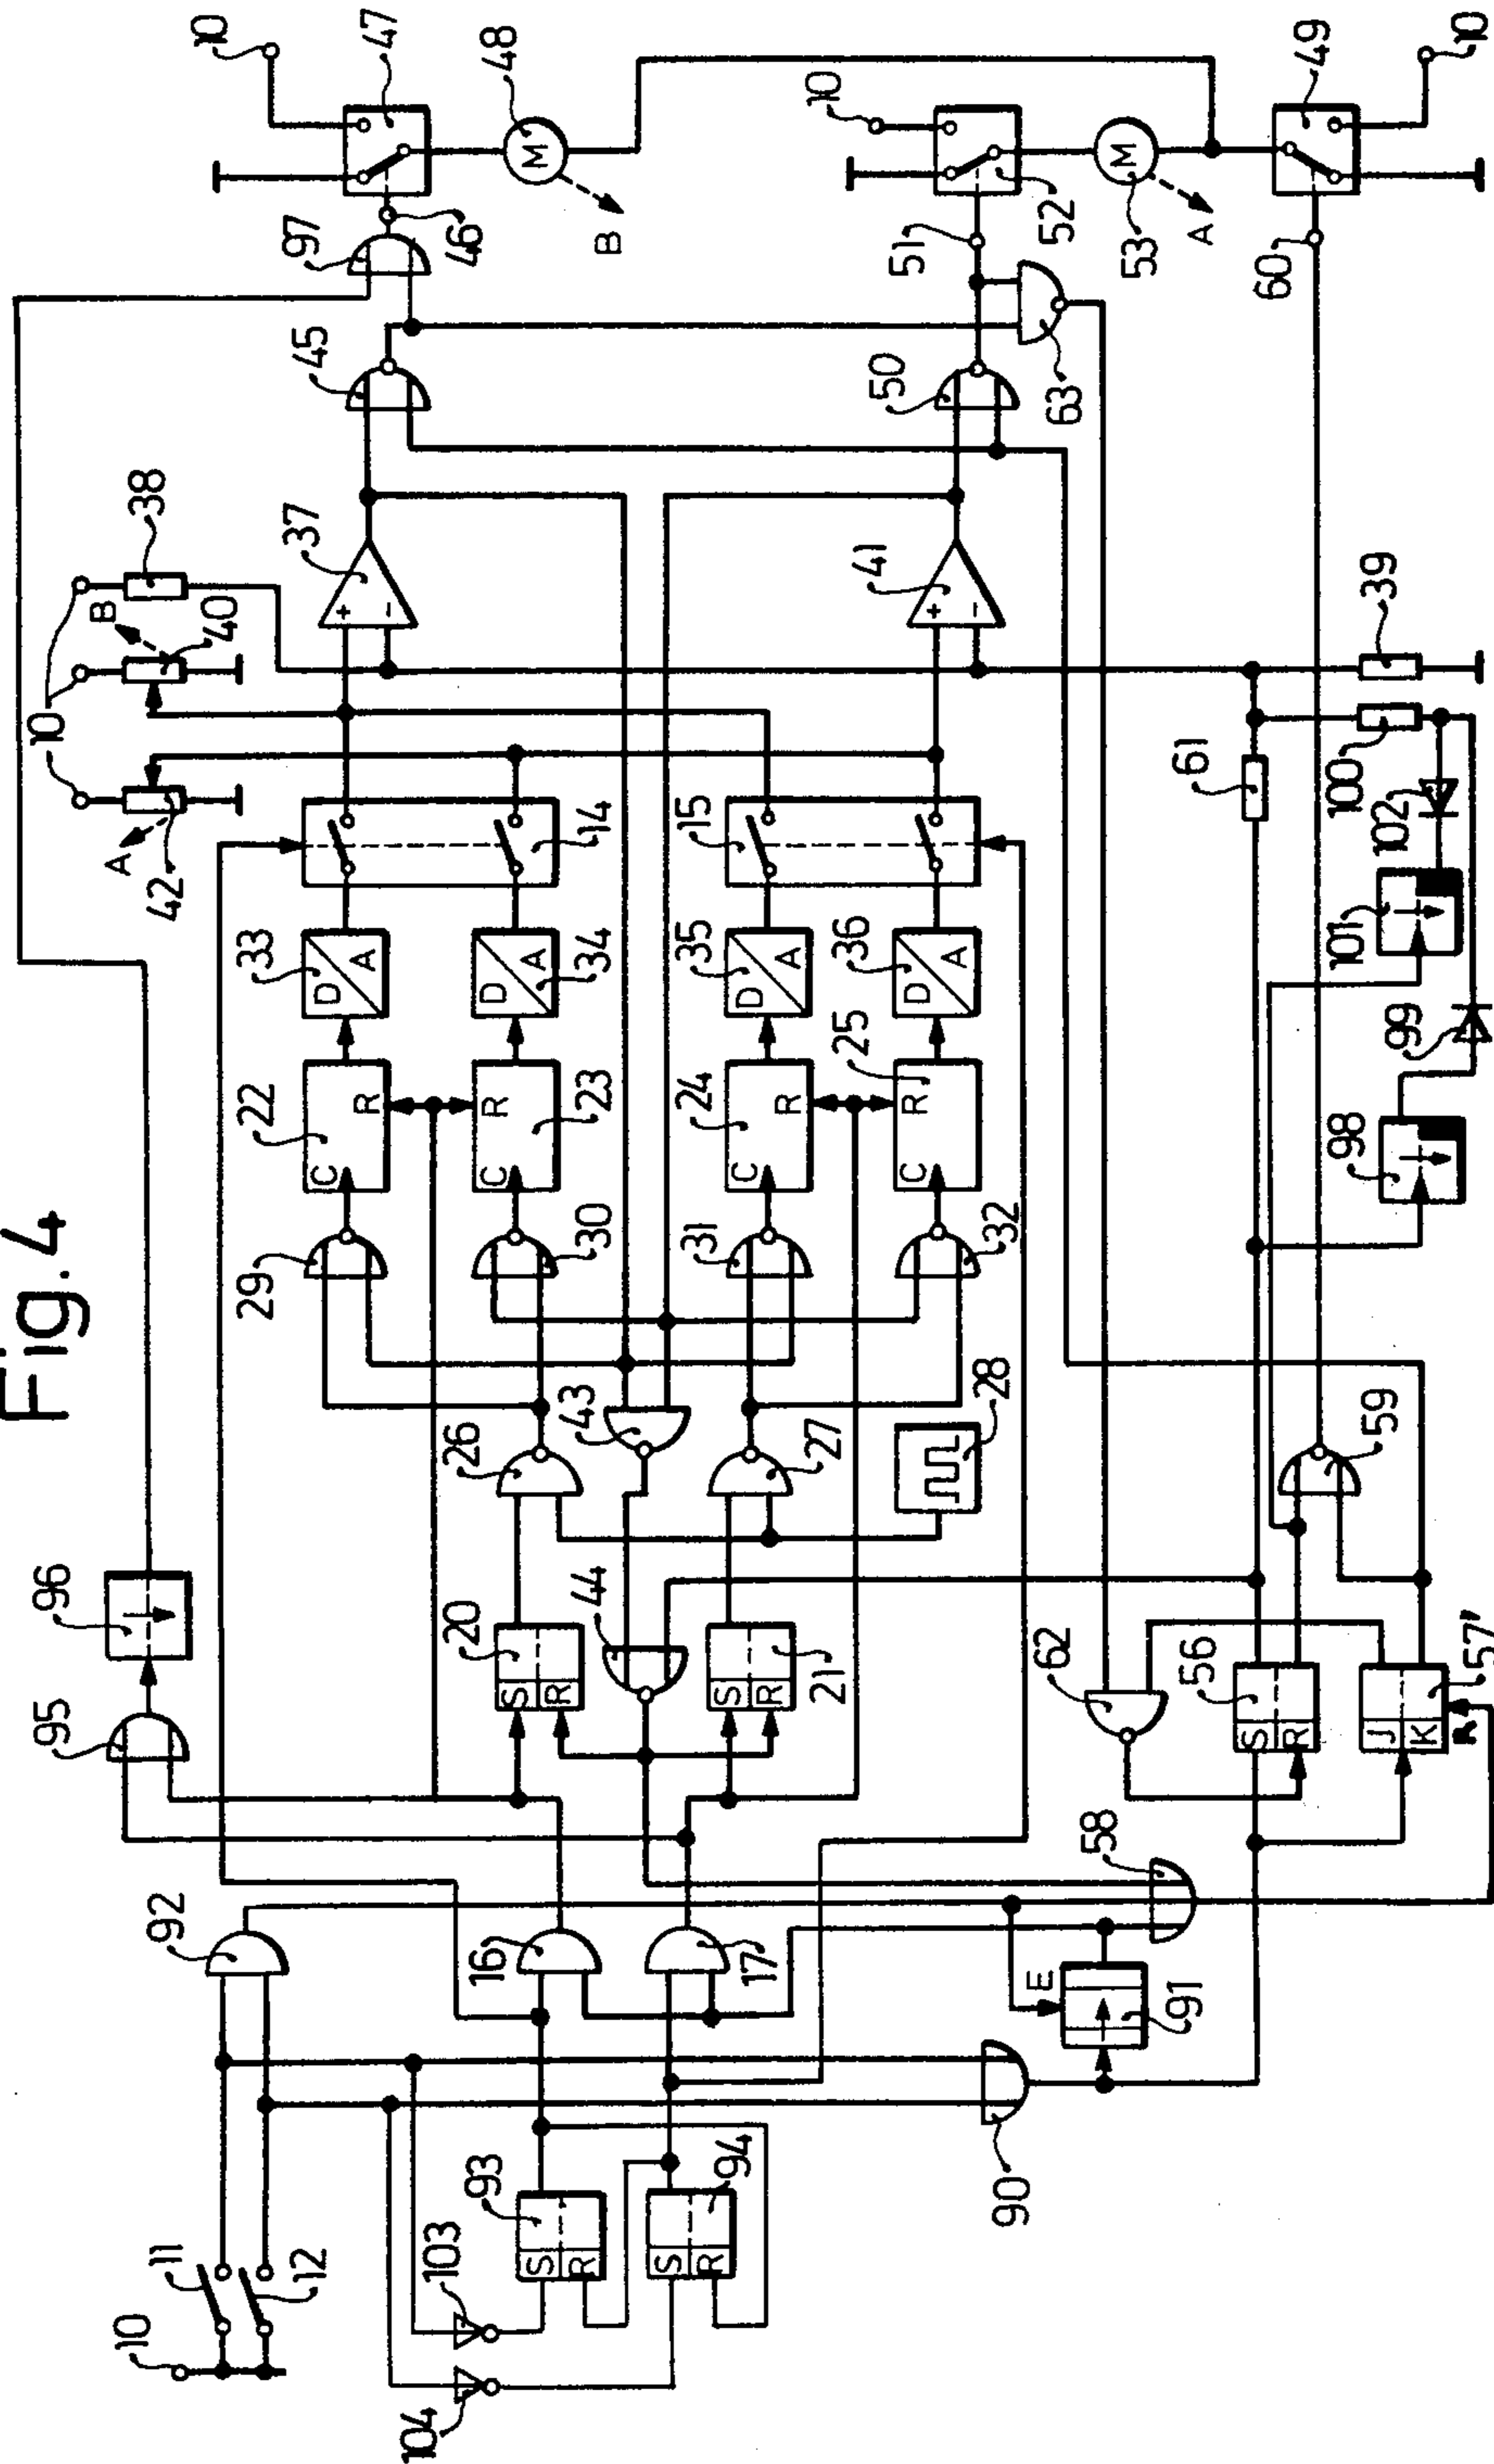 Fig.4
10
11
12
104
103
93
S
R
94
S
R
90
92
16
17
E
91
58
95
96
20
S
R
44
21
S
R
62
56
S
R
57'
J
K
R
59
26
43
27
28
29
30
31
32
22
C
R
23
C
R
24
C
R
25
C
R
33
D
A
34
D
A
35
D
A
36
D
A
14
15
10
42
A
40
B
38
37
+
-
41
+
-
61
98
99
101
102
100
39
45
50
63
97
46
51
60
10
47
48
M
B
10
52
53
M
A
49
10